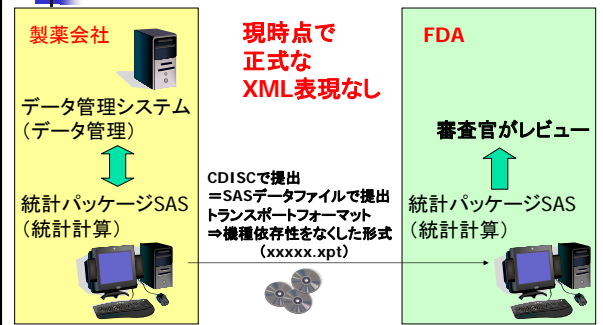 製薬会社
データ管理システム
（データ管理）
統計パッケージSAS
（統計計算）
現時点で
正式な
XML表現なし
CDISCで提出
＝SASデータファイルで提出
トランスポートフォーマット
⇒機種依存性をなくした形式
（xxxxx.xpt）
FDA
審査官がレビュー
統計パッケージSAS
（統計計算）